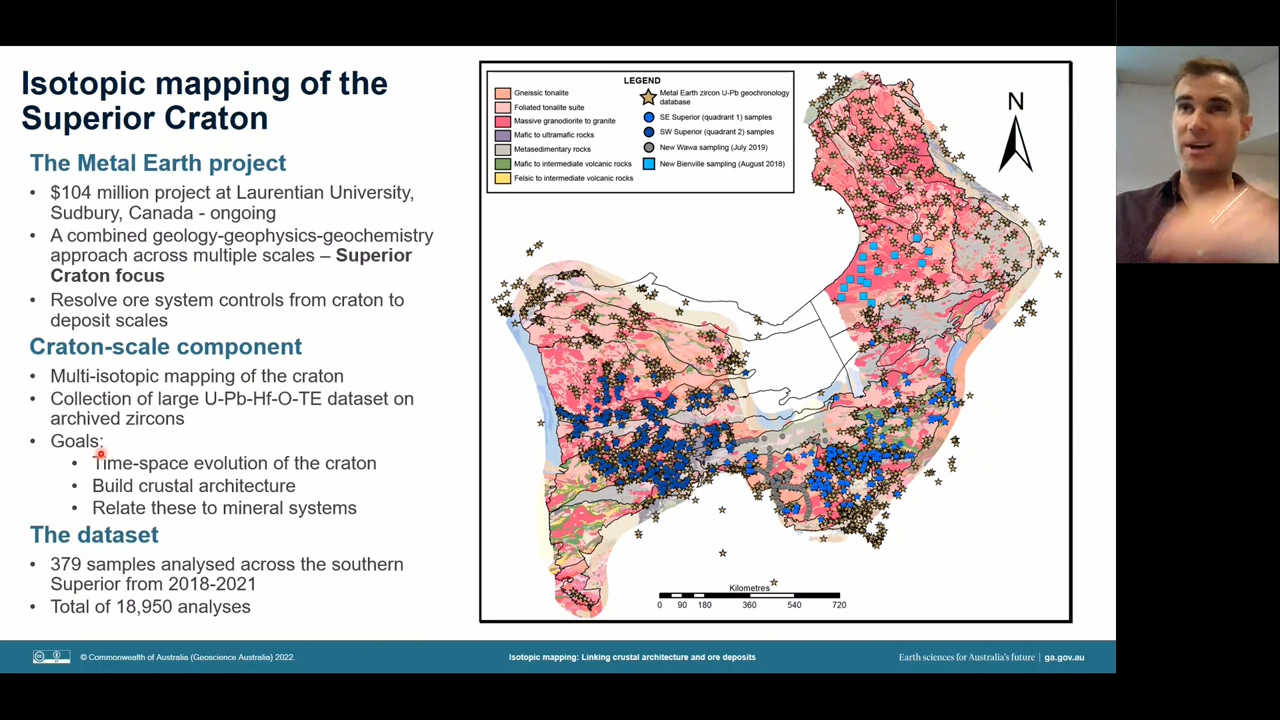 Isotopic mapping of the
Superior Craton
The Metal Earth project
• $104 million project at Laurentian University,
Sudbury, Canada - ongoing
• A combined geology-geophysics-geochemistry
approach across multiple scales – Superior
Craton focus
• Resolve ore system controls from craton to
deposit scales
Craton-scale component
• Multi-isotopic mapping of the craton
• Collection of large U-Pb-Hf-O-TE dataset on
archived zircons
• Goals:
• Time-space evolution of the craton
• Build crustal architecture
• Relate these to mineral systems
The dataset
• 379 samples analysed across the southern
Superior from 2018-2021
• Total of 18,950 analyses
LEGEND
Gneissic tonalite
Foliated tonalite suite
Massive granodiorite to granite
Mafic to ultramafic rocks
Metasedimentary rocks
Mafic to intermediate volcanic rocks
Felsic to intermediate volcanic rocks
Metal Earth zircon U-Pb geochronology
database
SE Superior (quadrant 1) samples
SW Superior (quadrant 2) samples
New Wawa sampling (July 2019)
New Bienville sampling (August 2018)
N
Kilometres
0 90 180 360 540 720
© Commonwealth of Australia (Geoscience Australia) 2022.
Isotopic mapping: Linking crustal architecture and ore deposits
Earth sciences for Australia's future | ga.gov.au